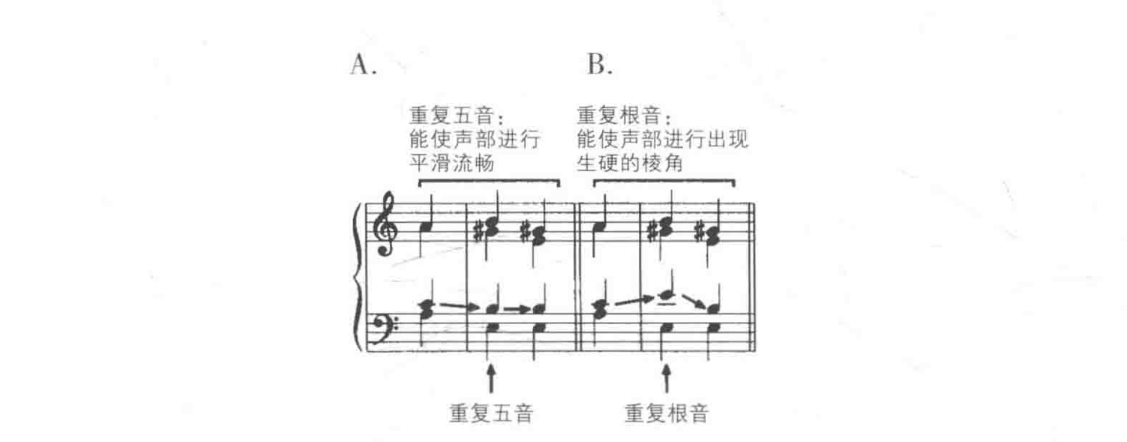 A.
B.
重复五音：
能使声部进行
平滑流畅
重复根音：
能使声部进行出现
生硬的棱角
重复五音
重复根音